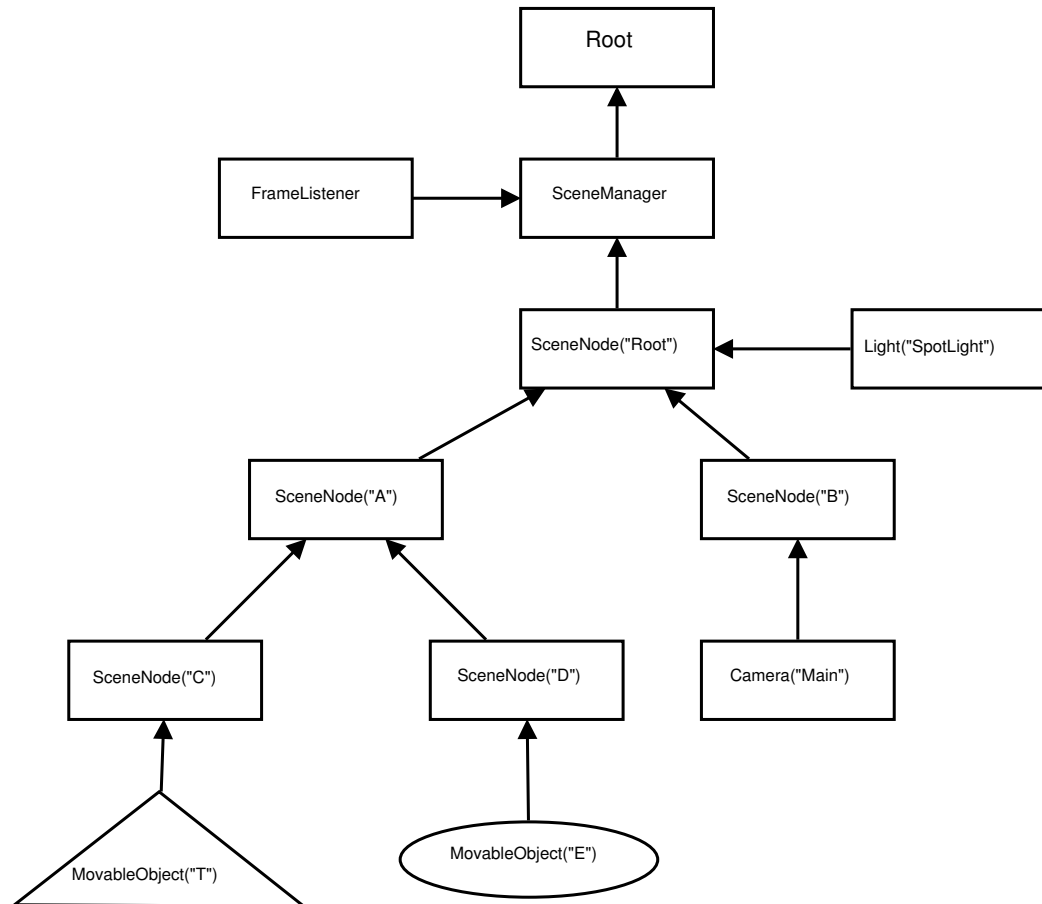 Root
FrameListener
SceneManager
SceneNode("Root")
Light("SpotLight")
SceneNode("A")
SceneNode("B")
SceneNode("C")
SceneNode("D")
Camera("Main")
MovableObject("T")
MovableObject("E")